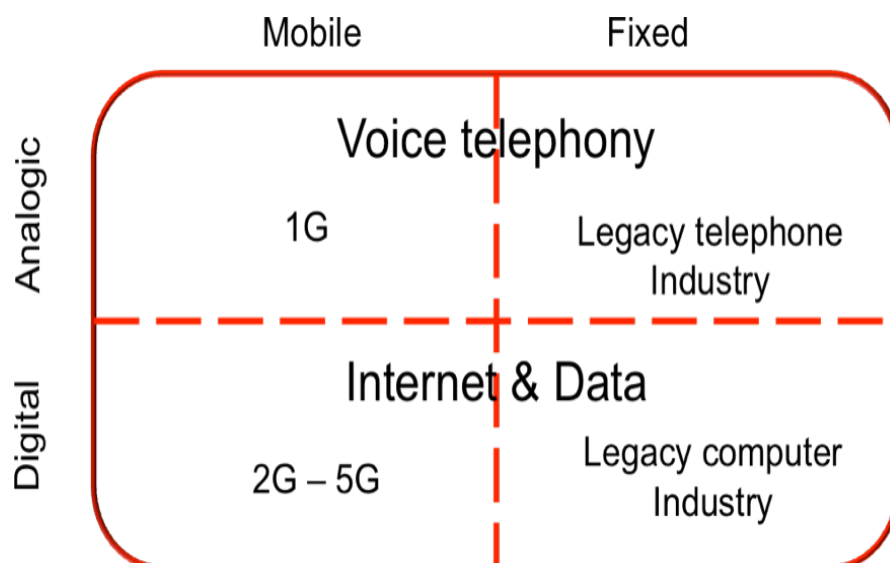 Mobile
Fixed
Analogic
Voice telephony
1G
Legacy telephone
Industry
Digital
Internet & Data
2G – 5G
Legacy computer
Industry